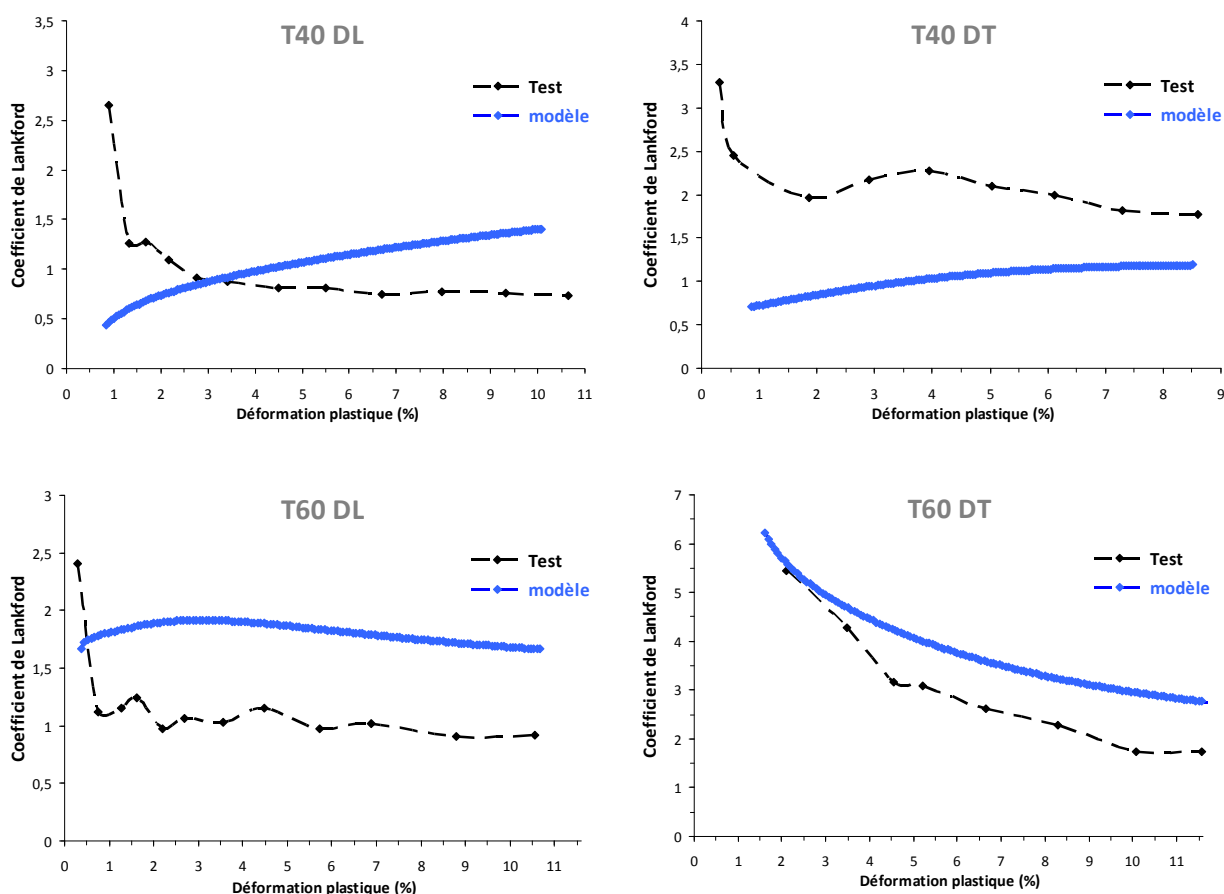 T40 DL
Coefficient de Lankford
3,5
3
2,5
2
1,5
1
0,5
0
Test
modèle
0 1 2 3 4 5 6 7 8 9 10 11
Déformation plastique (%)
T40 DT
Coefficient de Lankford
4
3,5
3
2,5
2
1,5
1
0,5
0
Test
modèle
0 1 2 3 4 5 6 7 8 9
Déformation plastique (%)
T60 DL
Coefficient de Lankford
3
2,5
2
1,5
1
0,5
0
Test
modèle
0 1 2 3 4 5 6 7 8 9 10 11
Déformation plastique (%)
T60 DT
Coefficient de Lankford
7
6
5
4
3
2
1
0
Test
modèle
0 1 2 3 4 5 6 7 8 9 10 11
Déformation plastique (%)